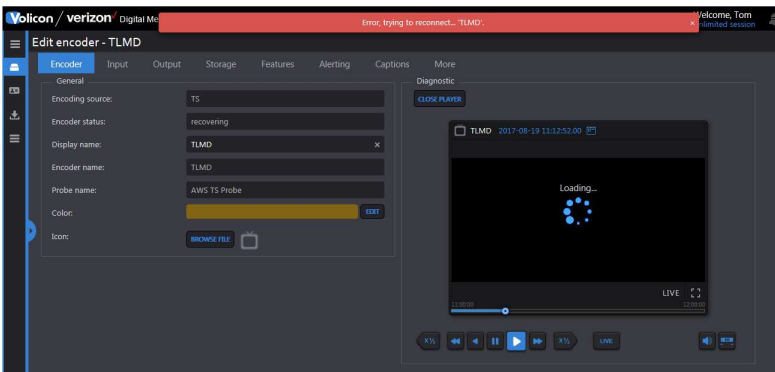 Volicon / verizon✓ Digital Me
Error, trying to reconnect... 'TLMD'.
×
Welcome, Tom
nlimited session
Edit encoder - TLMD
Encoder Input Output Storage Features Alerting Captions More
General
Encoding source: TS
Encoder status: recovering
Display name: TLMD ×
Encoder name: TLMD
Probe name: AWS TS Probe
Color: EDIT
Icon: BROWSE FILE
Diagnostic
CLOSE PLAYER
TLMD 2017-08-19 11:12:52.00
Loading...
LIVE
11:00:00 12:00:00
X½ X½ LIVE